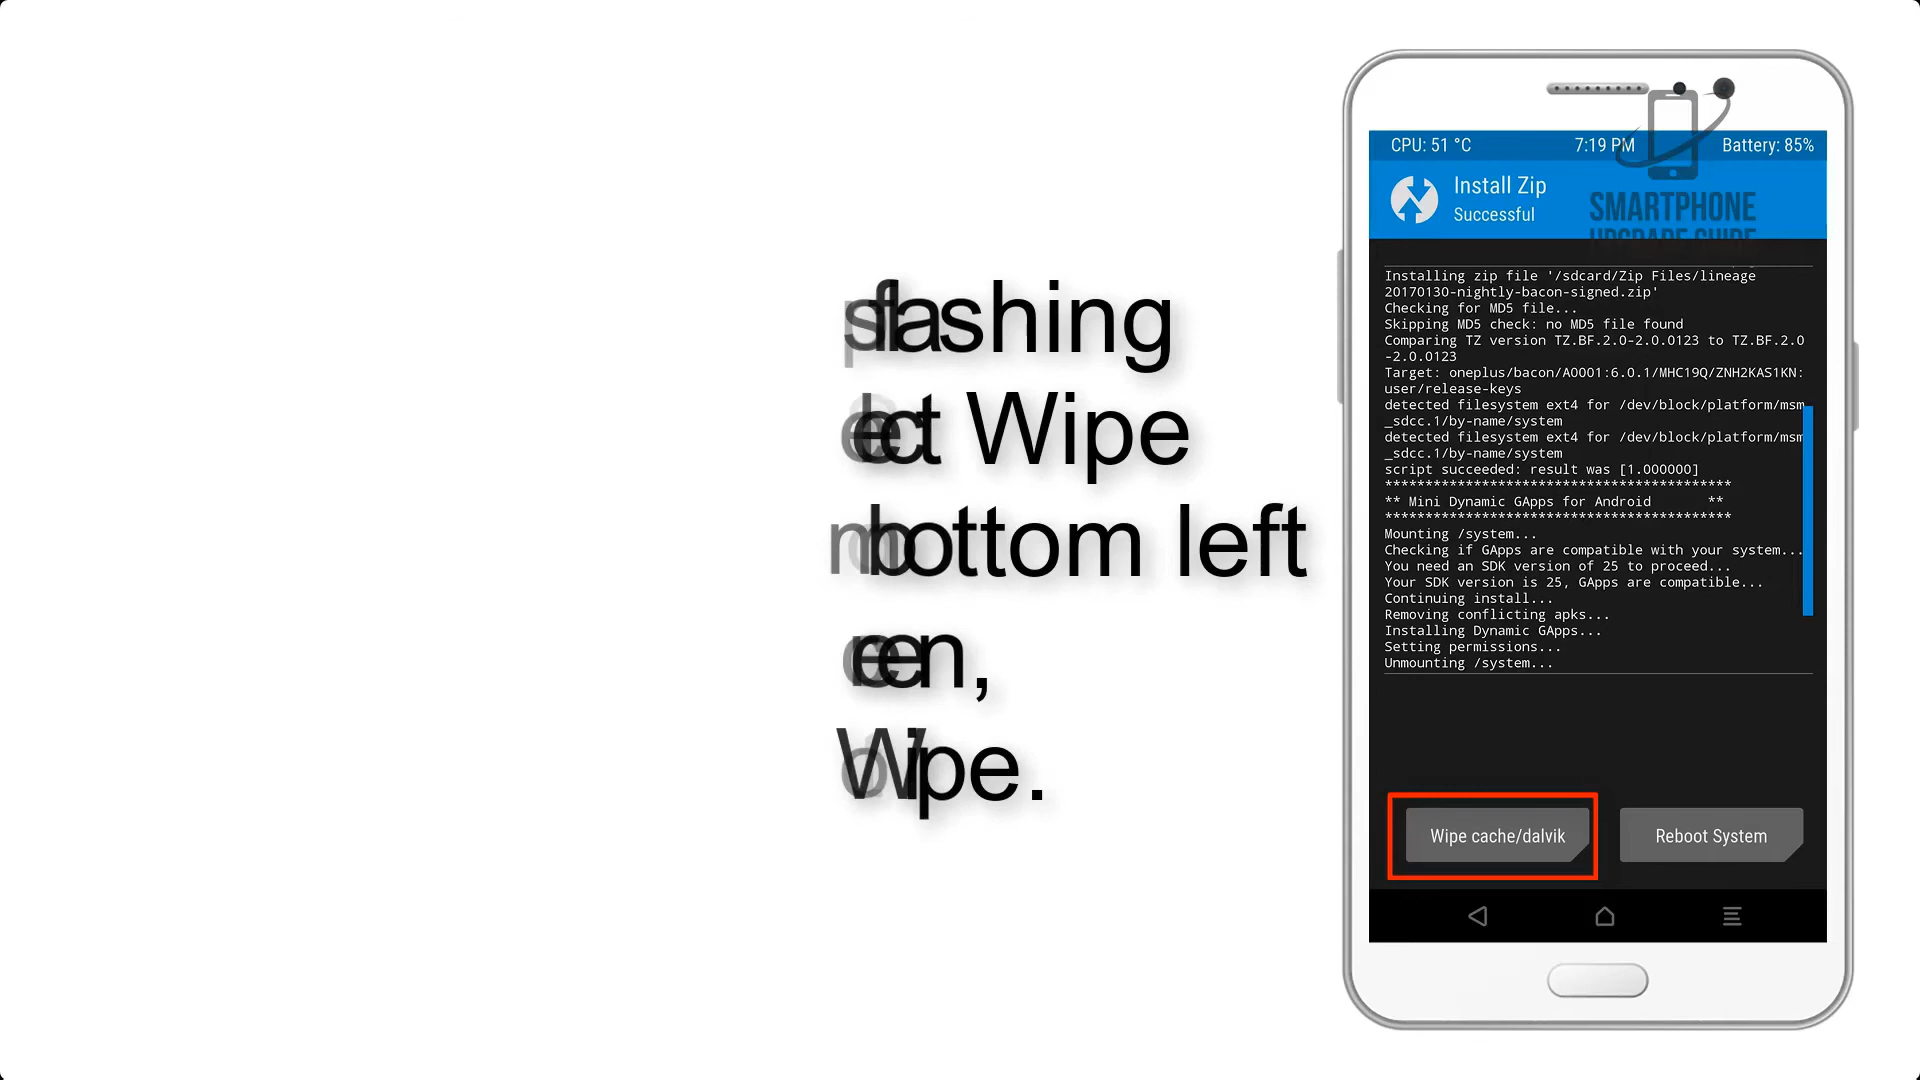 flashing
Wipe
bottom left
Wipe.
CPU: 51 °C 7:19 PM Battery: 85%
Install Zip
Successful
SMARTPHONE
UPGRADE GUIDE
Installing zip file '/sdcard/Zip Files/lineage
20170130-nightly-bacon-signed.zip'
Checking for MD5 file...
Skipping MD5 check: no MD5 file found
Comparing TZ version TZ.BF.2.0-2.0.0123 to TZ.BF.2.0
-2.0.0123
Target: oneplus/bacon/A0001:6.0.1/MHC19Q/ZNH2KAS1KN:
user/release-keys
detected filesystem ext4 for /dev/block/platform/msm
_sdcc.1/by-name/system
detected filesystem ext4 for /dev/block/platform/msm
_sdcc.1/by-name/system
script succeeded: result was [1.000000]
*******************************************
** Mini Dynamic GApps for Android **
*******************************************
Mounting /system...
Checking if GApps are compatible with your system...
You need an SDK version of 25 to proceed...
Your SDK version is 25, GApps are compatible...
Continuing install...
Removing conflicting apks...
Installing Dynamic GApps...
Setting permissions...
Unmounting /system...
Wipe cache/dalvik
Reboot System